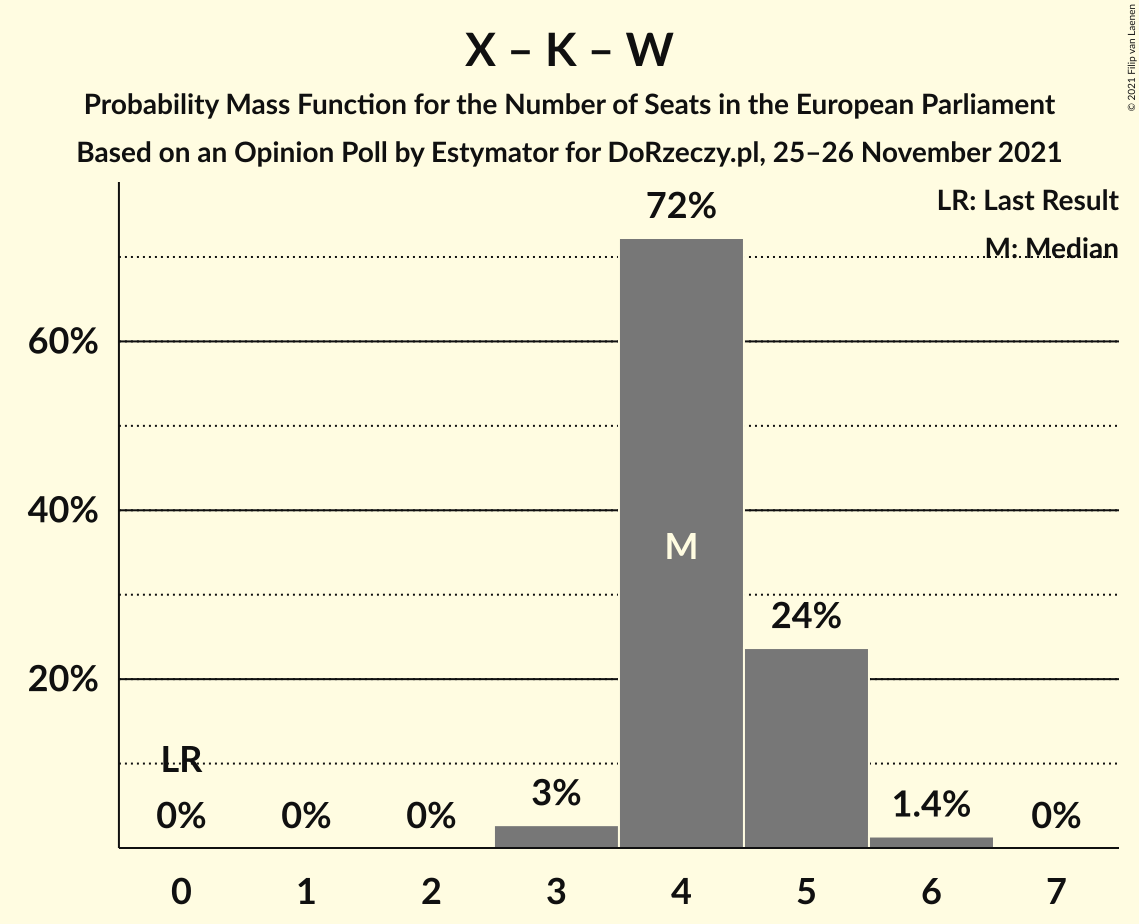 X – K – W
Probability Mass Function for the Number of Seats in the European Parliament
Based on an Opinion Poll by Estymator for DoRzeczy.pl, 25–26 November 2021
© 2021 Filip van Laenen
LR: Last Result
M: Median
72%
60%
40%
M
24%
20%
LR
0%
0%
0%
3%
1.4%
0%
0
1
2
3
4
5
6
7